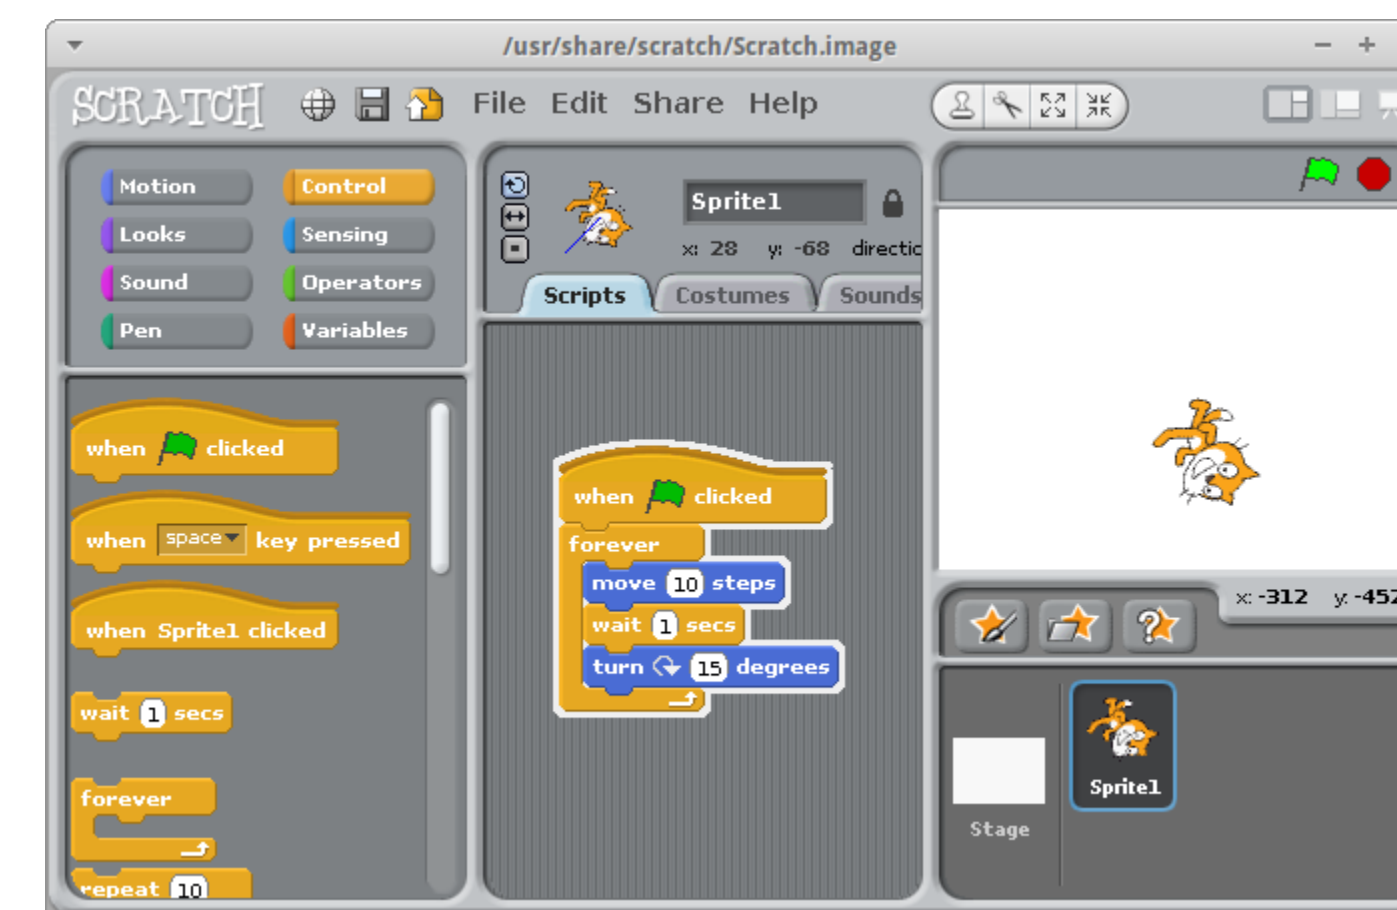 /usr/share/scratch/Scratch.image
SCRATCH File Edit Share Help
Motion Control
Looks Sensing
Sound Operators
Pen Variables
when clicked
when space key pressed
when Sprite1 clicked
wait 1 secs
forever
repeat 10
Sprite1
x: 28 y: -68 directic
Scripts Costumes Sounds
when clicked
forever
move 10 steps
wait 1 secs
turn 15 degrees
x: -312 y: -452
Sprite1
Stage